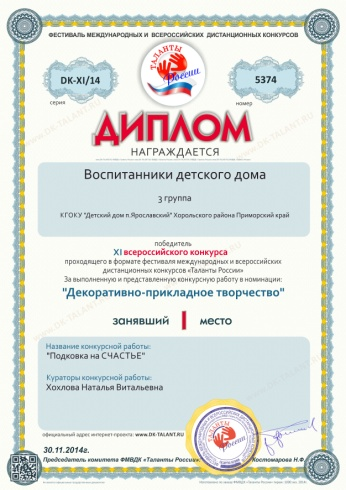 ФЕСТИВАЛЬ МЕЖДУНАРОДНЫХ И ВСЕРОССИЙСКИХ ДИСТАНЦИОННЫХ КОНКУРСОВ
DK-XI/14
серия
ТАЛАНТЫ
России
5374
номер
ДИПЛОМ
НАГРАЖДАЕТСЯ
Воспитанники детского дома
3 группа
КГОКУ "Детский дом п.Ярославский" Хорольского района Приморский край
победитель
XI всероссийского конкурса
проходящего в формате фестиваля международных и всероссийских
дистанционных конкурсов «Таланты России»
За выполненную и представленную конкурсную работу в номинации:
"Декоративно-прикладное творчество"
занявший I место
Название конкурсной работы:
"Подковка на СЧАСТЬЕ"
Кураторы конкурсной работы:
Хохлова Наталья Витальевна
официальный адрес интернет-проекта: www.DK-TALANT.RU
30.11.2014г.
Председатель комитета ФМВДК «Таланты России» Костомарова Н.Ф.